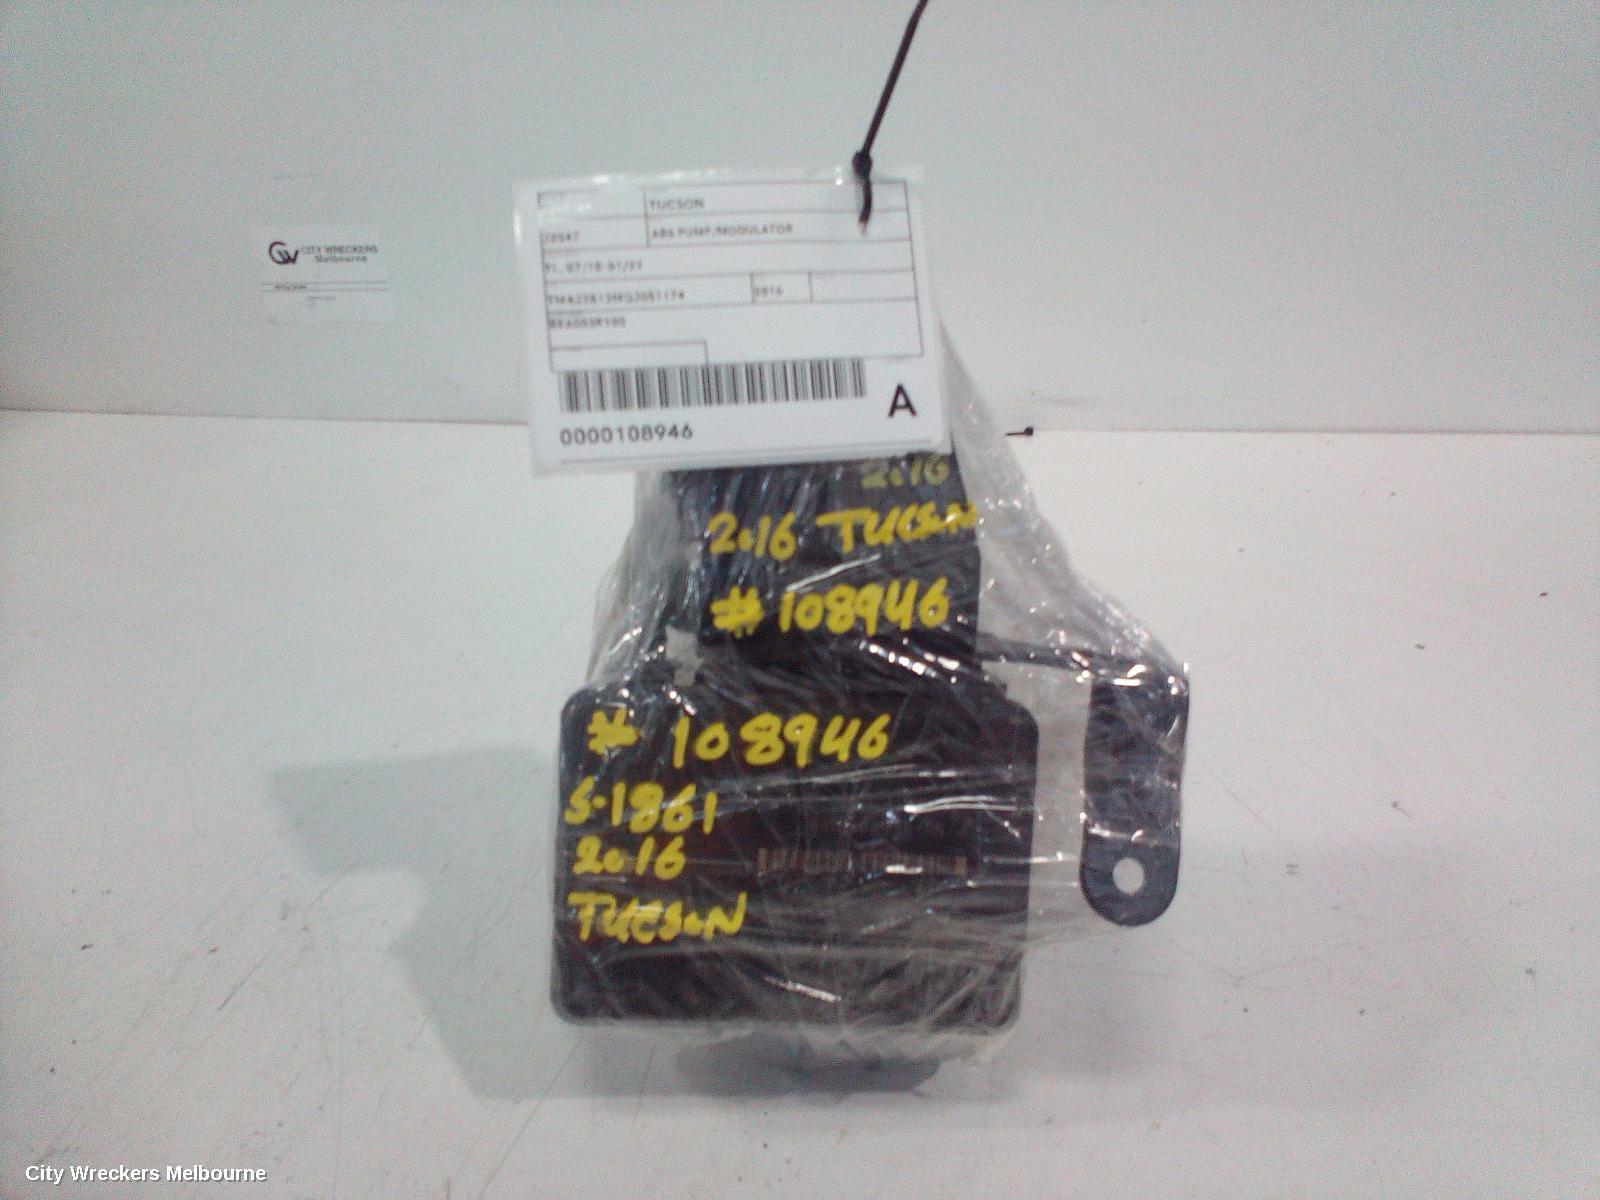 CITY WRECKERS
Melbourne
TUCSON
ABS PUMP/MODULATOR
TL, 07/15-01/21
2016
0000108946
A
2016
2016 TUCSON
# 108946
# 108946
S-1861
2016
TUCSON
City Wreckers Melbourne